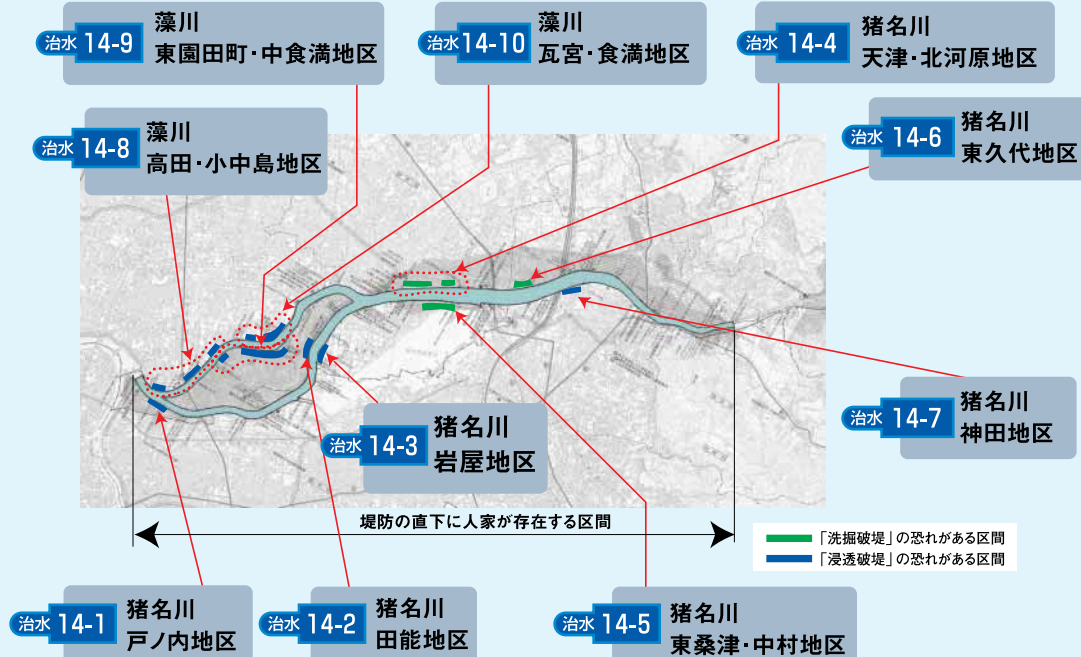 治水 14-9
藻川
東園田町・中食満地区
治水 14-10
藻川
瓦宮・食満地区
治水 14-4
猪名川
天津・北河原地区
治水 14-8
藻川
高田・小中島地区
治水 14-6
猪名川
東久代地区
治水 14-3
猪名川
岩屋地区
治水 14-7
猪名川
神田地区
堤防の直下に人家が存在する区間
「洗掘破堤」の恐れがある区間
「浸透破堤」の恐れがある区間
治水 14-1
猪名川
戸ノ内地区
治水 14-2
猪名川
田能地区
治水 14-5
猪名川
東桑津・中村地区